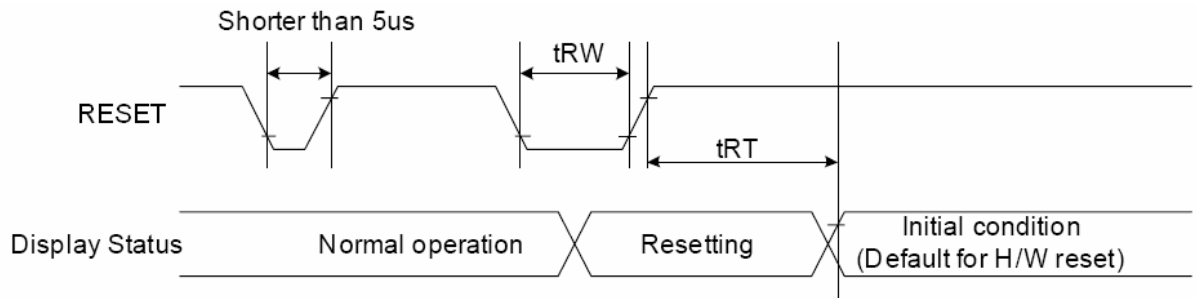 Shorter than 5us
tRW
RESET
tRT
Display Status
Normal operation
Resetting
Initial condition
(Default for H/W reset)